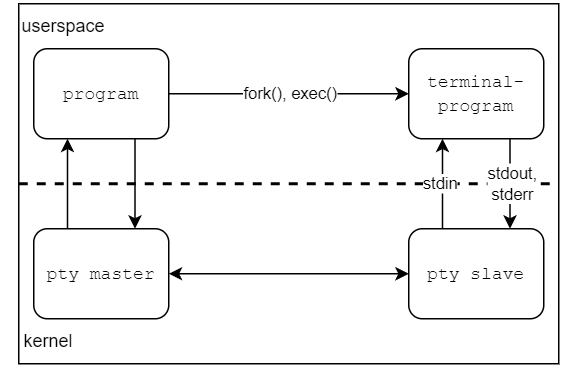 userspace
program
fork(), exec()
terminal-
program
stdin
stdout,
stderr
pty master
pty slave
kernel